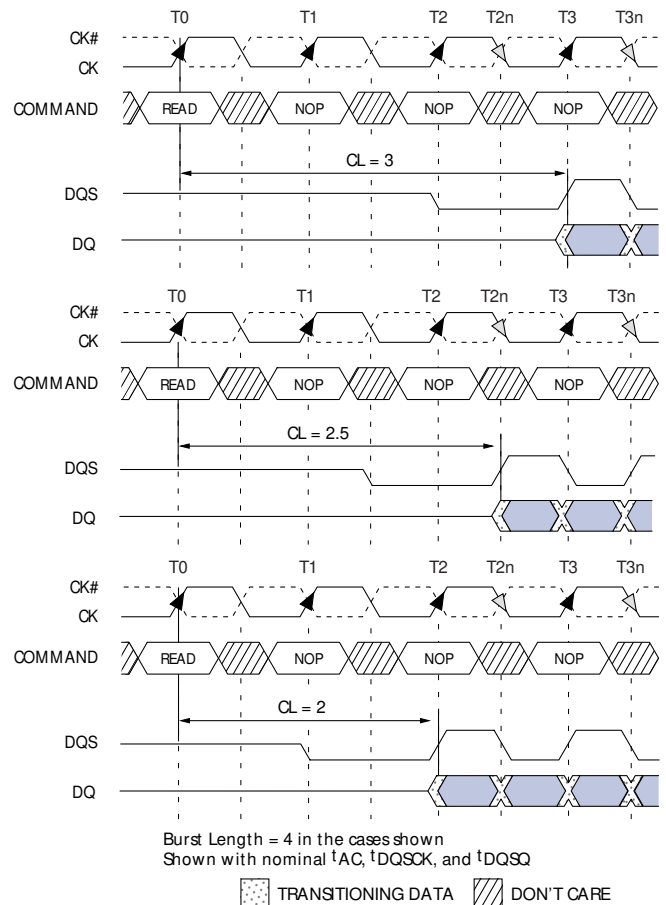 T0 T1 T2 T2n T3 T3n
CK#
CK
COMMAND READ NOP NOP NOP
CL = 3
DQS
DQ
T0 T1 T2 T2n T3 T3n
CK#
CK
COMMAND READ NOP NOP NOP
CL = 2.5
DQS
DQ
T0 T1 T2 T2n T3 T3n
CK#
CK
COMMAND READ NOP NOP NOP
CL = 2
DQS
DQ
Burst Length = 4 in the cases shown
Shown with nominal tAC, tDQSCK, and tDQSQ
TRANSITIONING DATA DON'T CARE